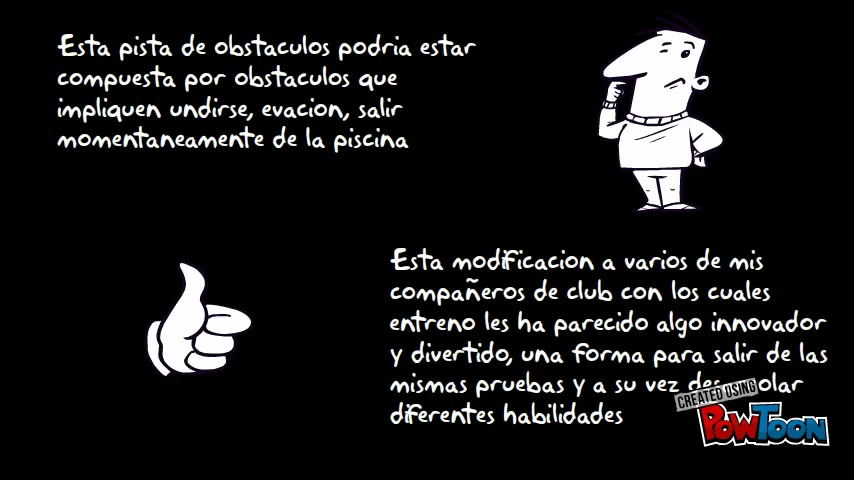 Esta pista de obstaculos podria estar
compuesta por obstaculos que
impliquen undirse, evacion, salir
momentaneamente de la piscina
Esta modificacion a varios de mis
compañeros de club con los cuales
entreno les ha parecido algo innovador
y divertido, una forma para salir de las
mismas pruebas y a su vez
diferentes habilidades
CREATED USING
POWTOON